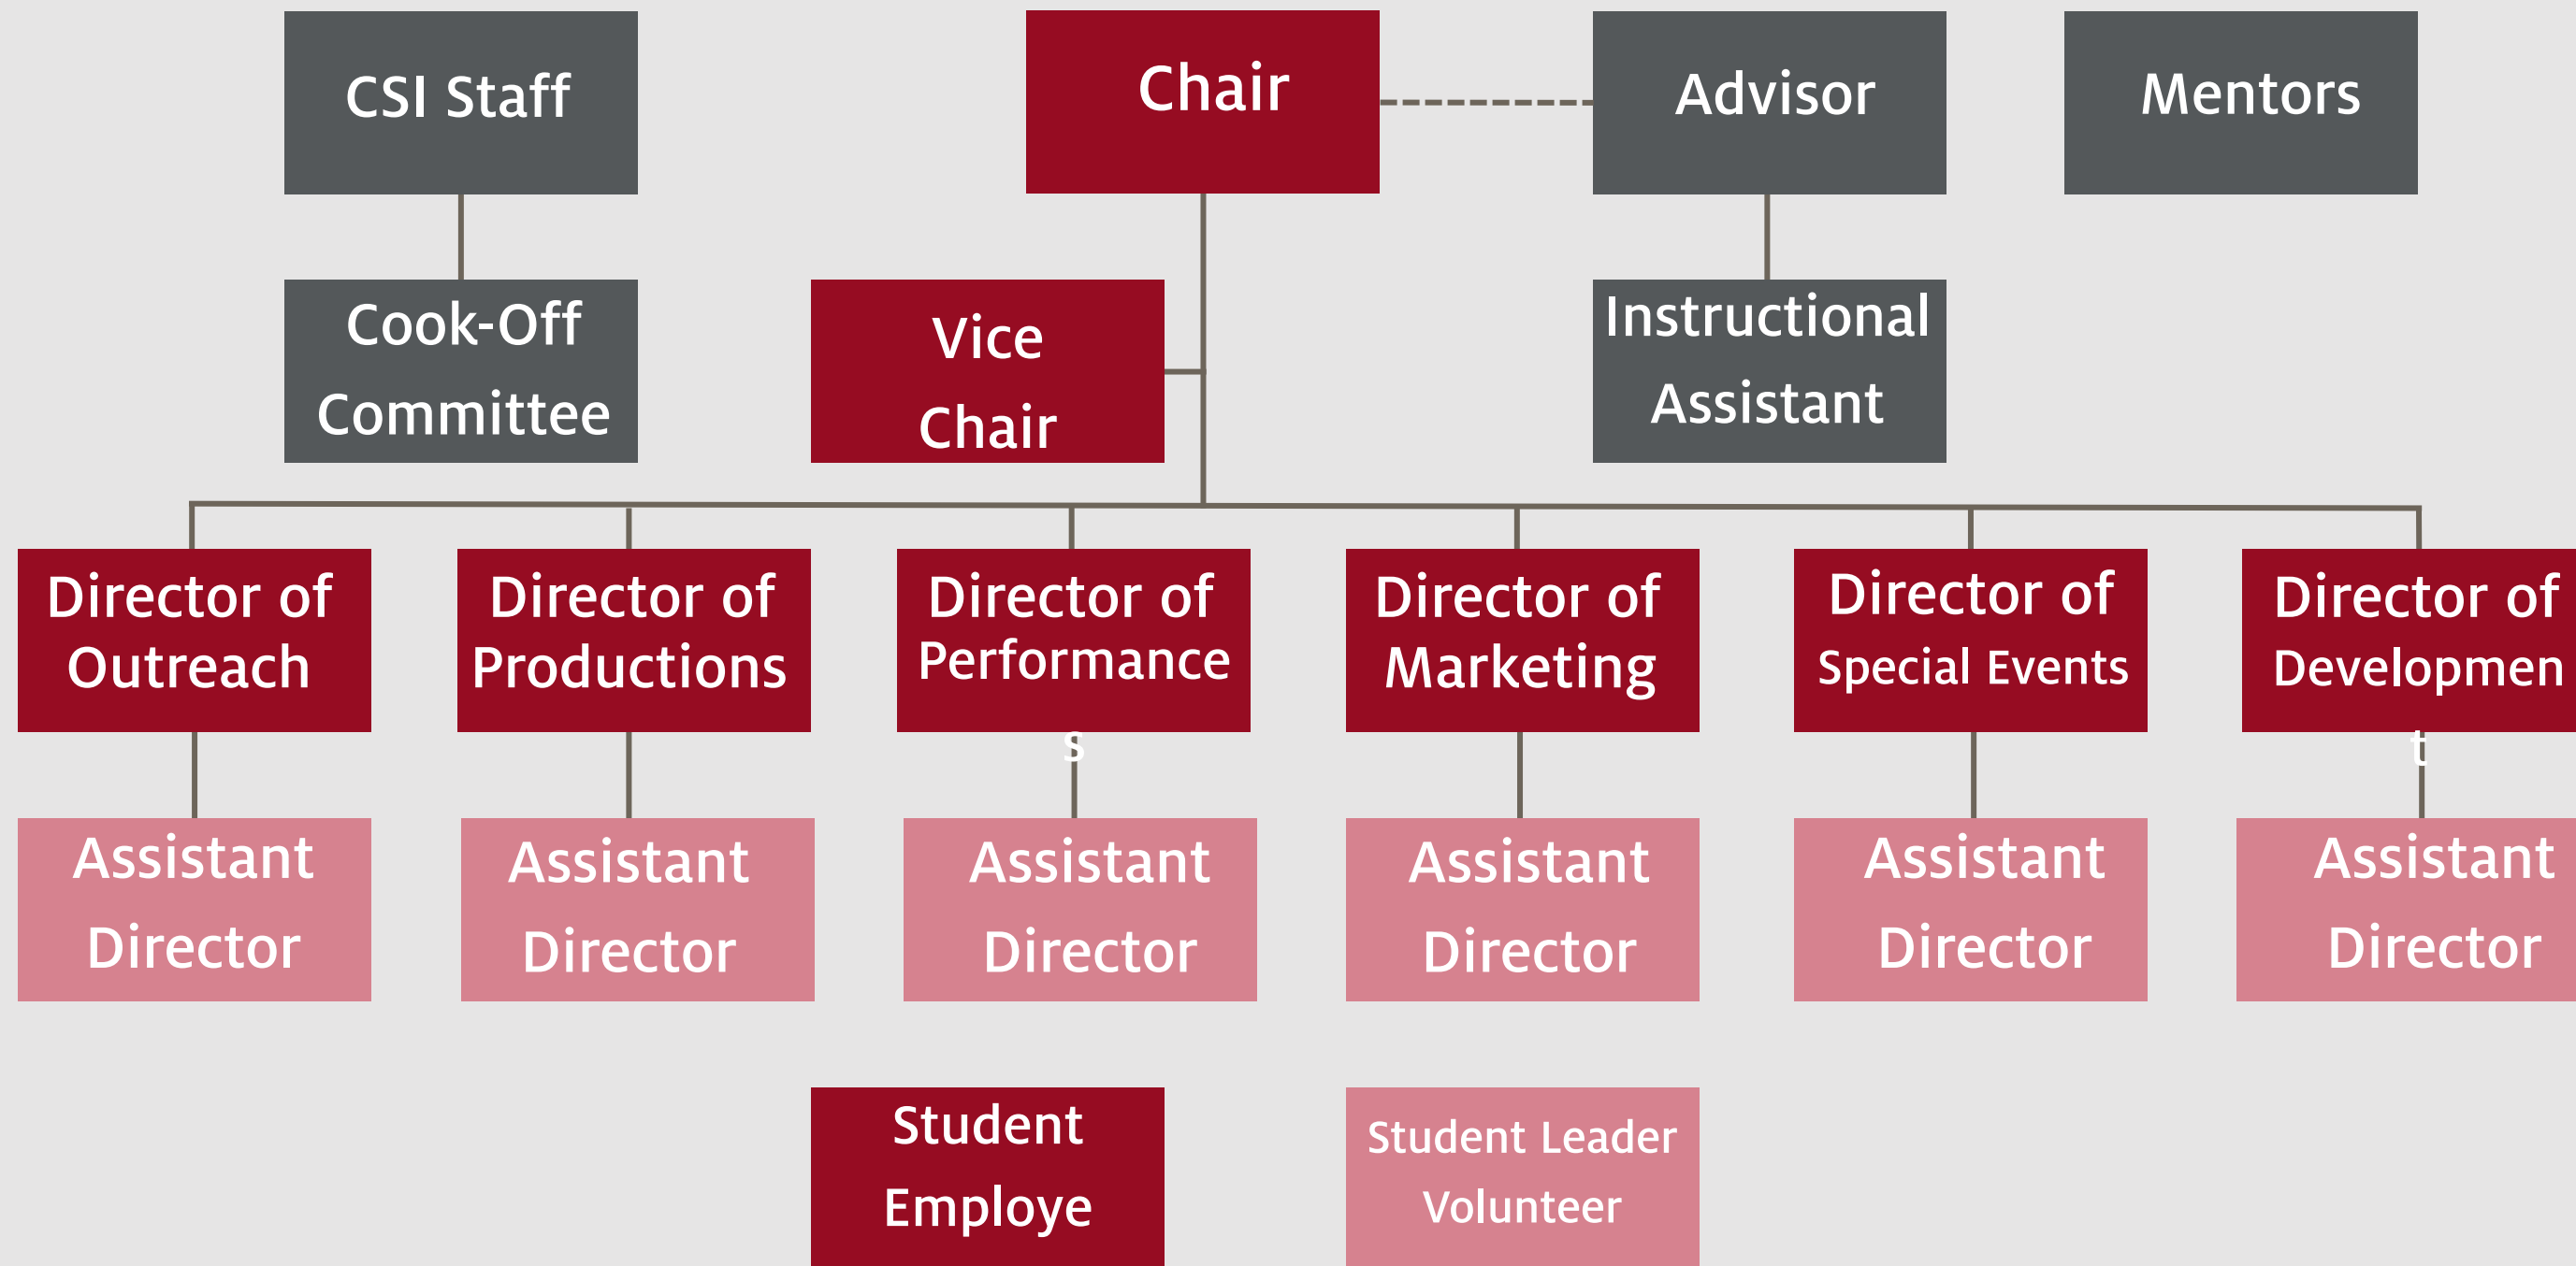 CSI Staff
Chair
Advisor
Mentors
Cook-Off
Committee
Vice
Chair
Instructional
Assistant
Director of
Outreach
Director of
Productions
Director of
Performance
s
Director of
Marketing
Director of
Special Events
Director of
Developmen
t
Assistant
Director
Assistant
Director
Assistant
Director
Assistant
Director
Assistant
Director
Assistant
Director
Student
Employe
Student Leader
Volunteer